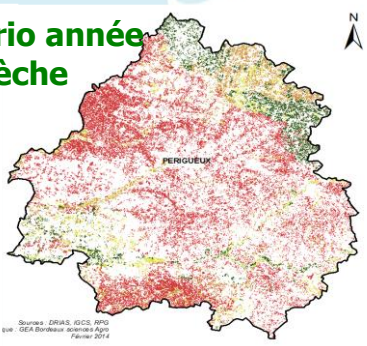 rio année
èche
N
PERIGUEUX
Sources : DRIAS, IGCS, RPG
que : GEA Bordeaux sciences Agro
Février 2014